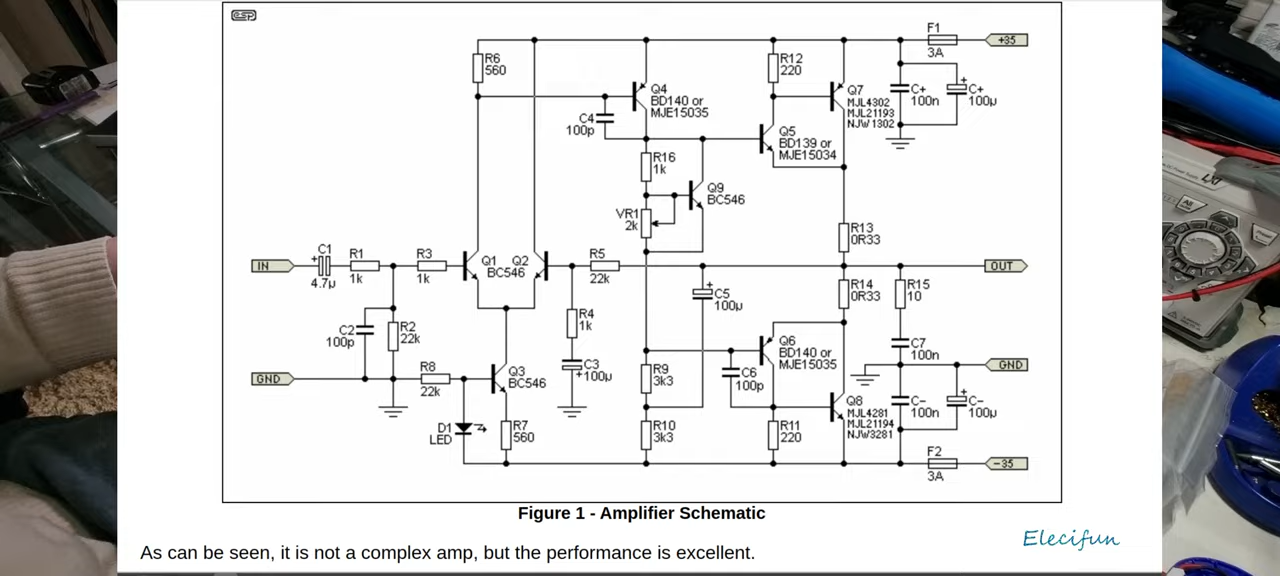 ESP
F1
3A
+35
R6
560
R12
220
Q4
BD140 or
MJE15035
Q7
MJL4302
MJL21193
NJW1302
C+
100n
+
C+
100µ
C4
100p
Q5
BD139 or
MJE15034
R16
1k
Q9
BC546
VR1
2k
R13
0R33
IN
C1
+
4.7µ
R1
1k
R3
1k
Q1
Q2
BC546
R5
22k
OUT
R14
0R33
R15
10
C5
+
100µ
C2
100p
R2
22k
R4
1k
C3
+
100µ
Q6
BD140 or
MJE15035
C7
100n
GND
R8
22k
Q3
BC546
R9
3k3
C6
100p
GND
D1
LED
R7
560
R10
3k3
R11
220
Q8
MJL4281
MJL21194
NJW3281
C-
100n
+
C-
100µ
F2
3A
-35
Figure 1 - Amplifier Schematic
As can be seen, it is not a complex amp, but the performance is excellent.
Elecifun
All